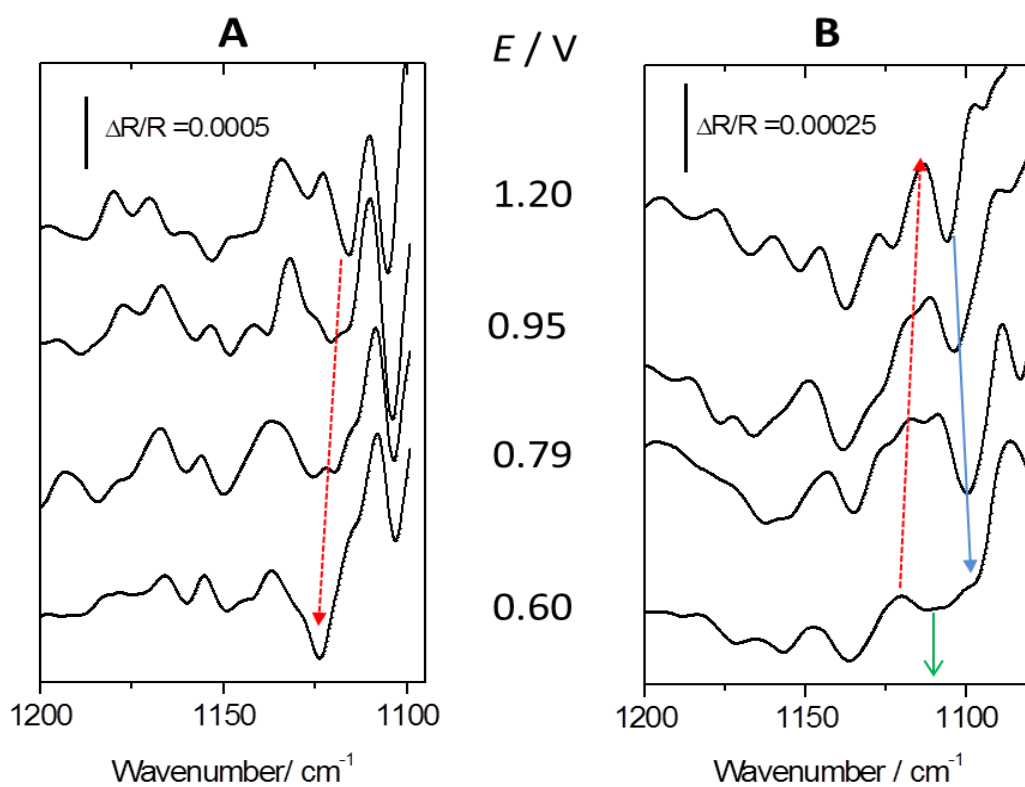 A
E / V
B
ΔR/R =0.0005
ΔR/R =0.00025
1.20
0.95
0.79
0.60
1200
1150
1100
1200
1150
1100
Wavenumber/ cm⁻¹
Wavenumber/ cm⁻¹